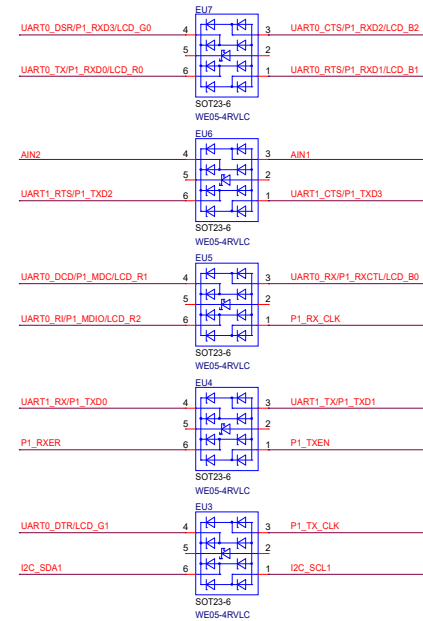 EU7
UART0_DSR/P1_RXD3/LCD_G0 4 3 UART0_CTS/P1_RXD2/LCD_B2
5 2
UART0_TX/P1_RXD0/LCD_R0 6 1 UART0_RTS/P1_RXD1/LCD_B1
SOT23-6
WE05-4RVLC
EU6
AIN2 4 3 AIN1
5 2
UART1_RTS/P1_TXD2 6 1 UART1_CTS/P1_TXD3
SOT23-6
WE05-4RVLC
EU5
UART0_DCD/P1_MDC/LCD_R1 4 3 UART0_RX/P1_RXCTL/LCD_B0
5 2
UART0_RI/P1_MDIO/LCD_R2 6 1 P1_RX_CLK
SOT23-6
WE05-4RVLC
EU4
UART1_RX/P1_TXD0 4 3 UART1_TX/P1_TXD1
5 2
P1_RXER 6 1 P1_TXEN
SOT23-6
WE05-4RVLC
EU3
UART0_DTR/LCD_G1 4 3 P1_TX_CLK
5 2
I2C_SDA1 6 1 I2C_SCL1
SOT23-6
WE05-4RVLC